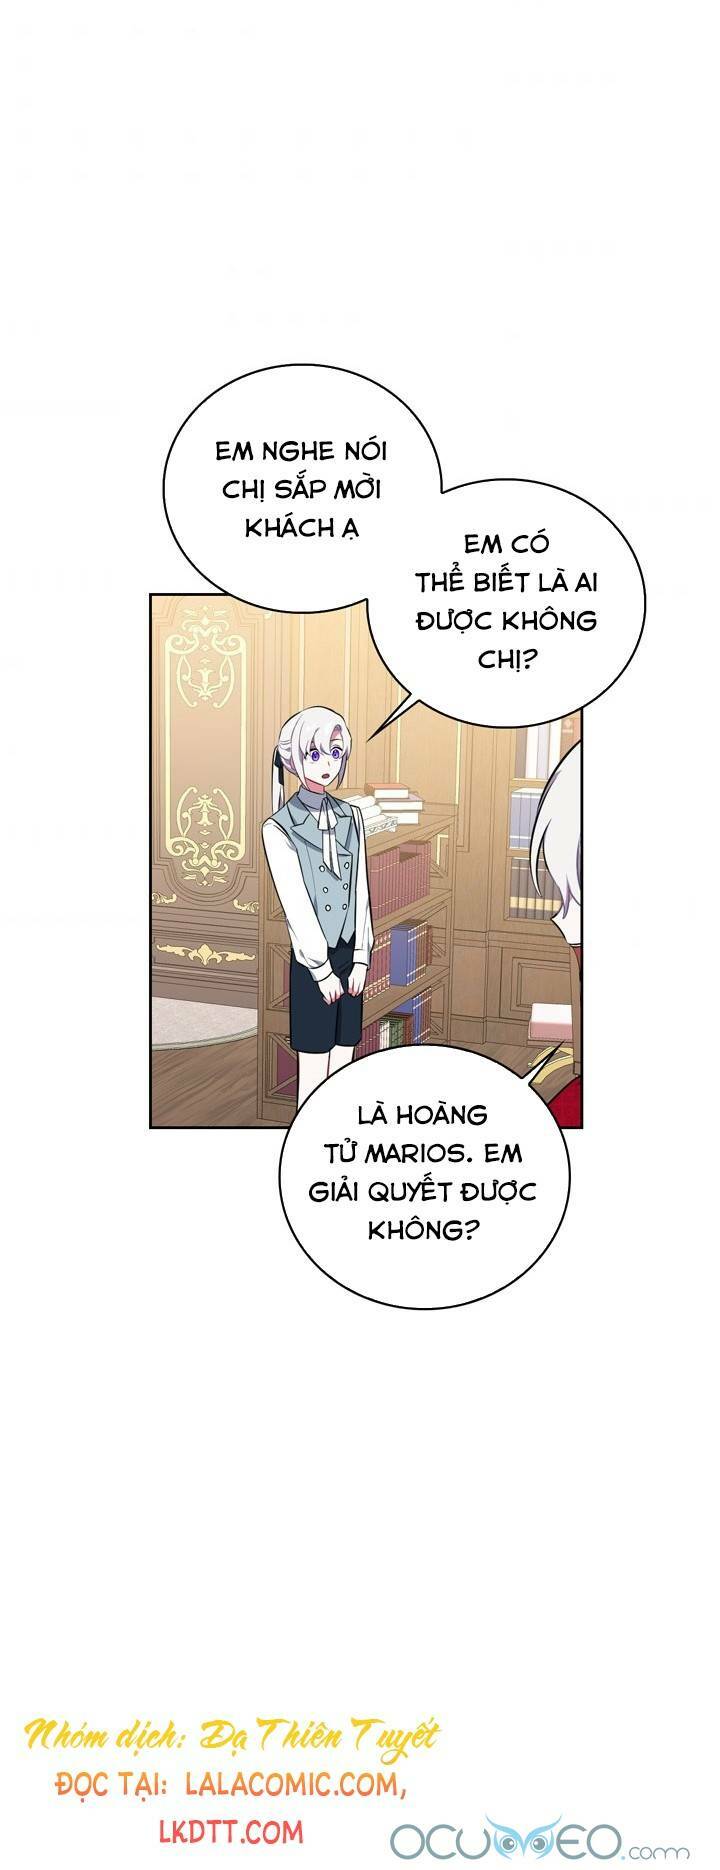 EM NGHE NÓI
CHỊ SẮP MỜI
KHÁCH Ạ
EM CÓ
THỂ BIẾT LÀ AI
ĐƯỢC KHÔNG
CHỊ?
LÀ HOÀNG
TỬ MARIOS. EM
GIẢI QUYẾT ĐƯỢC
KHÔNG?
Nhóm dịch: Dạ Thiên Tuyết
ĐỌC TẠI: LALACOMIC.COM,
LKDTT.COM
OCUMEO.com